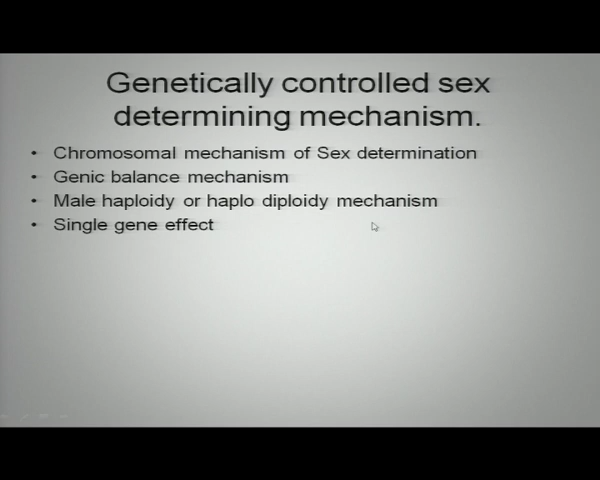 Genetically controlled sex
determining mechanism.
• Chromosomal mechanism of Sex determination
• Genic balance mechanism
• Male haploidy or haplo diploidy mechanism
• Single gene effect